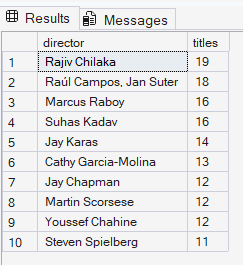 Results Messages
director titles
1 Rajiv Chilaka 19
2 Raúl Campos, Jan Suter 18
3 Marcus Raboy 16
4 Suhas Kadav 16
5 Jay Karas 14
6 Cathy Garcia-Molina 13
7 Jay Chapman 12
8 Martin Scorsese 12
9 Youssef Chahine 12
10 Steven Spielberg 11